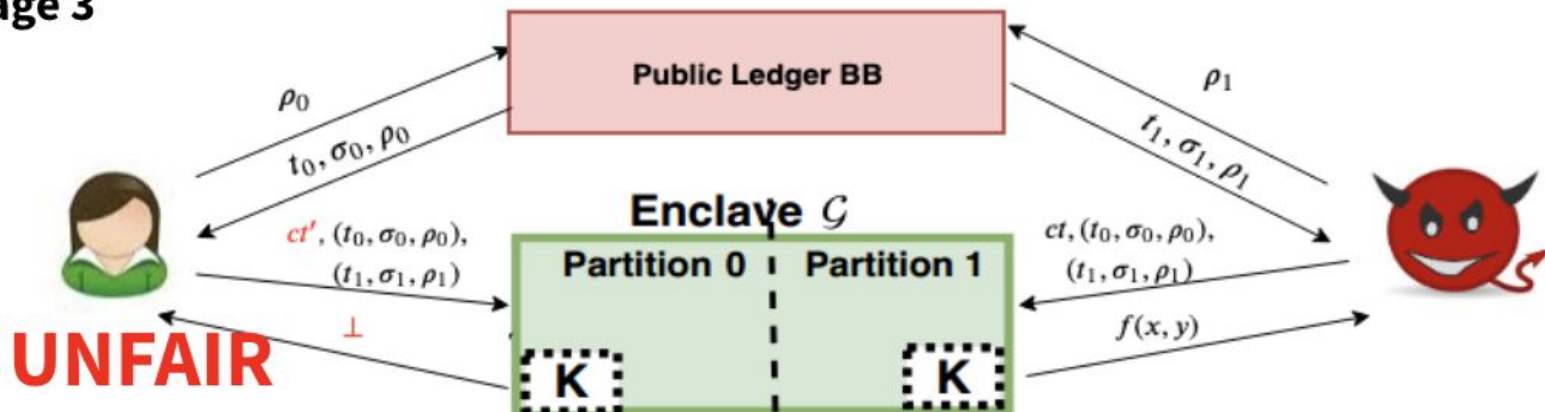 age 3
Public Ledger BB
ρ₀
t₀, σ₀, ρ₀
ρ₁
t₁, σ₁, ρ₁
Enclave 𝒢
ct′, (t₀, σ₀, ρ₀),
(t₁, σ₁, ρ₁)
Partition 0
Partition 1
ct, (t₀, σ₀, ρ₀),
(t₁, σ₁, ρ₁)
⊥
f(x, y)
UNFAIR
K
K